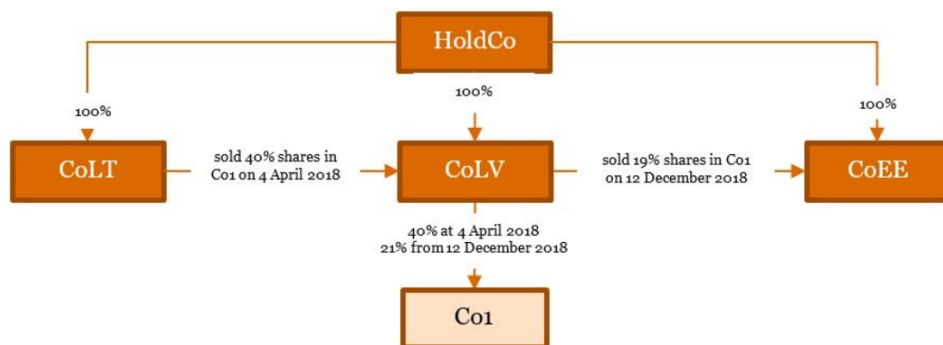 HoldCo
100%
100%
100%
CoLT
sold 40% shares in
Co1 on 4 April 2018
CoLV
sold 19% shares in Co1
on 12 December 2018
CoEE
40% at 4 April 2018
21% from 12 December 2018
Co1